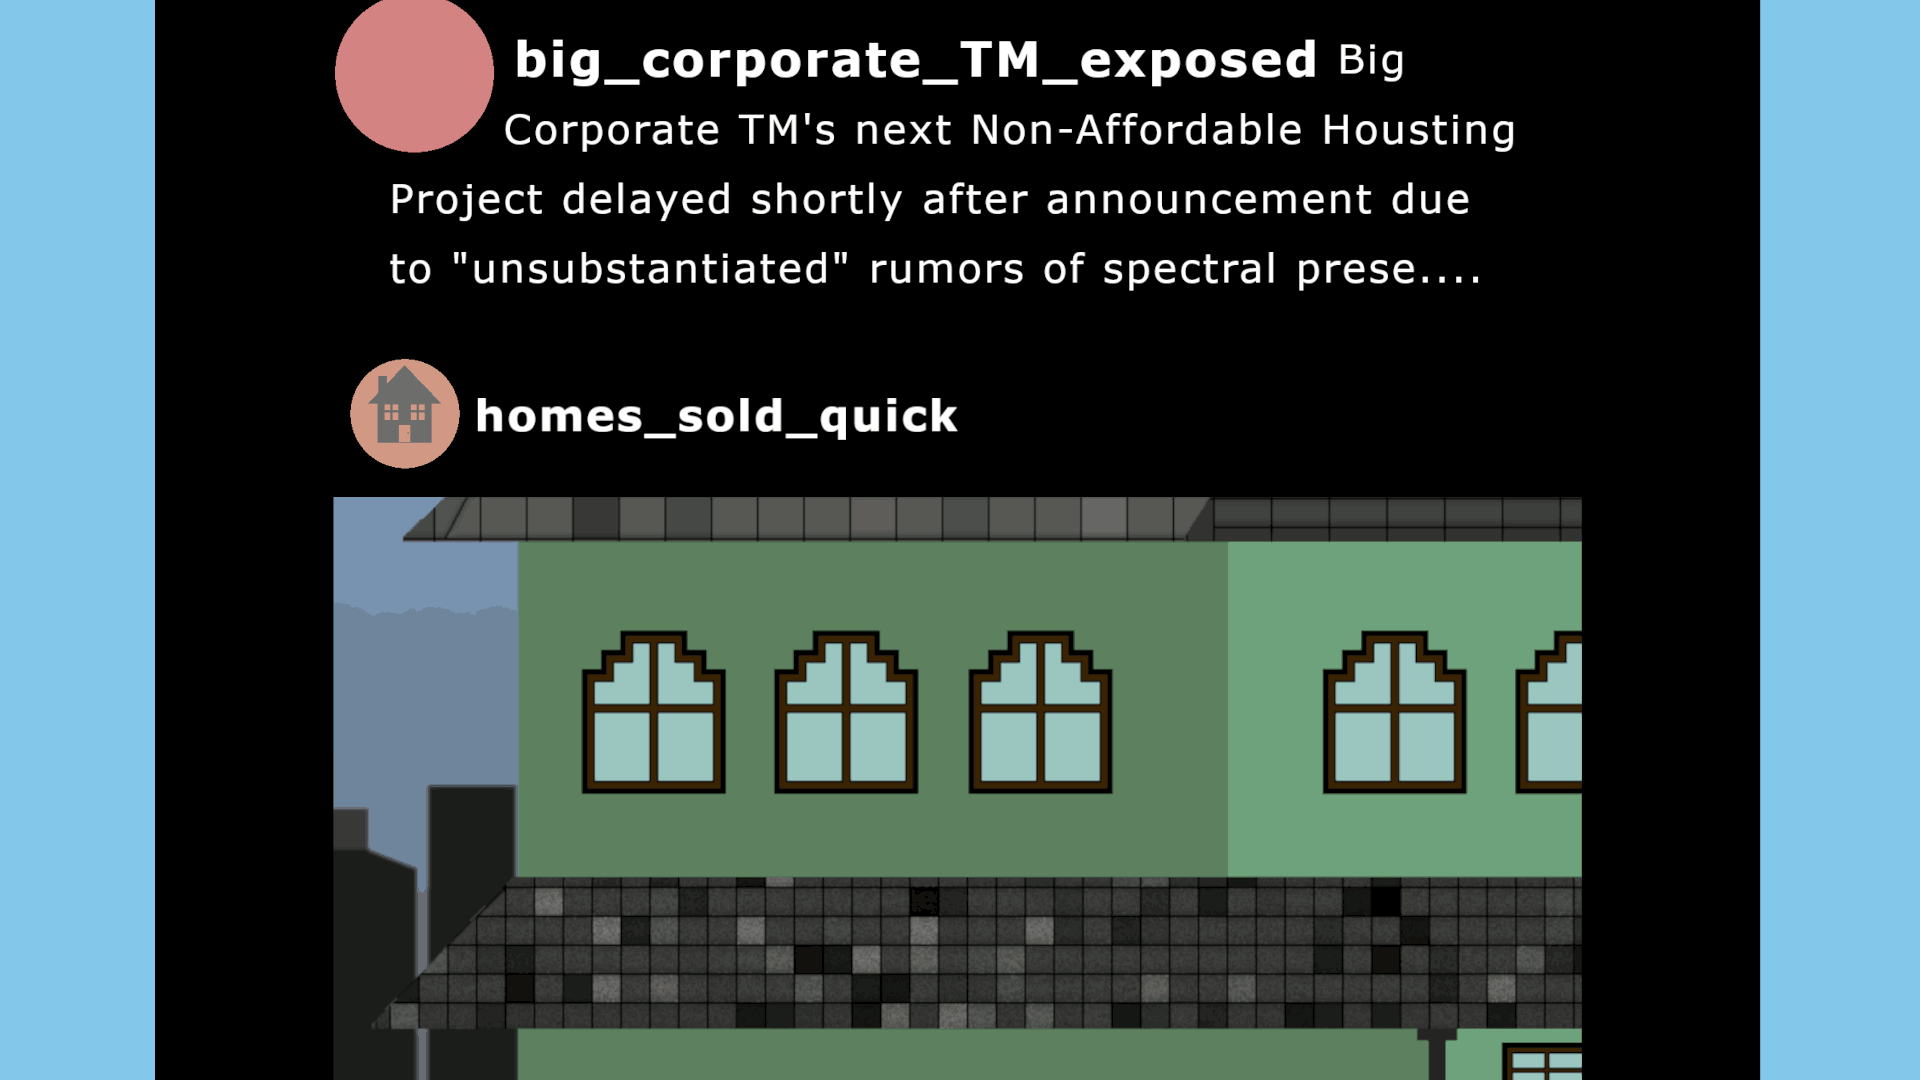 big_corporate_TM_exposed Big
Corporate TM's next Non-Affordable Housting
Project delayed shortly after announcement due
to "unsubstantiated" rumors of spectral prese....
homes_sold_quick